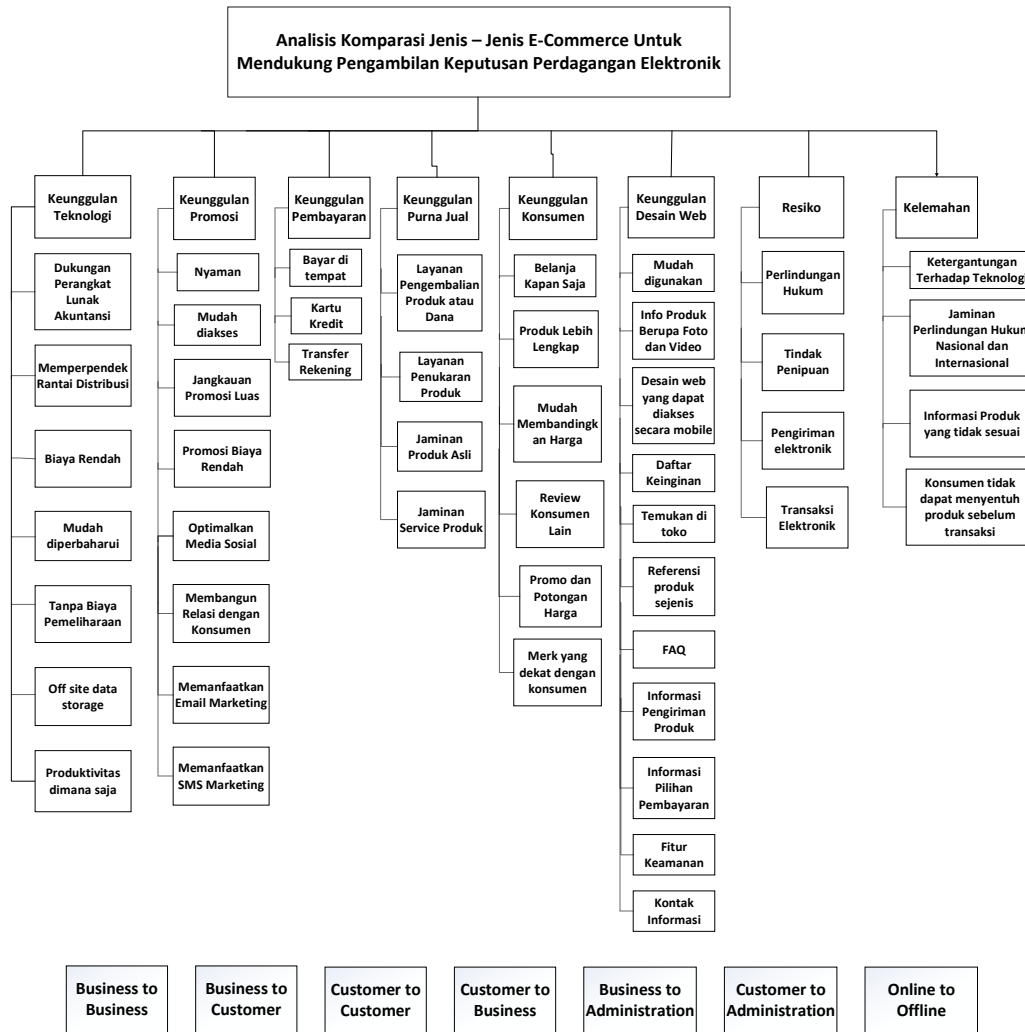 Analisis Komparasi Jenis – Jenis E-Commerce Untuk
Mendukung Pengambilan Keputusan Perdagangan Elektronik
Keunggulan
Teknologi
Dukungan
Perangkat
Lunak
Akuntansi
Memperpendek
Rantai Distribusi
Biaya Rendah
Mudah
diperbaharui
Tanpa Biaya
Pemeliharaan
Off site data
storage
Produktivitas
dimana saja
Keunggulan
Promosi
Nyaman
Mudah
diakses
Jangkauan
Promosi Luas
Promosi Biaya
Rendah
Optimalkan
Media Sosial
Membangun
Relasi dengan
Konsumen
Memanfaatkan
Email Marketing
Memanfaatkan
SMS Marketing
Keunggulan
Pembayaran
Bayar di
tempat
Kartu
Kredit
Transfer
Rekening
Keunggulan
Purna Jual
Layanan
Pengembalian
Produk atau
Dana
Layanan
Penukaran
Produk
Jaminan
Produk Asli
Jaminan
Service Produk
Keunggulan
Konsumen
Belanja
Kapan Saja
Produk Lebih
Lengkap
Mudah
Membandingk
an Harga
Review
Konsumen
Lain
Promo dan
Potongan
Harga
Merk yang
dekat dengan
konsumen
Keunggulan
Desain Web
Mudah
digunakan
Info Produk
Berupa Foto
dan Video
Desain web
yang dapat
diakses
secara mobile
Daftar
Keinginan
Temukan di
toko
Referensi
produk
sejenis
FAQ
Informasi
Pengiriman
Produk
Informasi
Pilihan
Pembayaran
Fitur
Keamanan
Kontak
Informasi
Resiko
Perlindungan
Hukum
Tindak
Penipuan
Pengiriman
elektronik
Transaksi
Elektronik
Kelemahan
Ketergantungan
Terhadap Teknologi
Jaminan
Perlindungan Hukum
Nasional dan
Internasional
Informasi Produk
yang tidak sesuai
Konsumen tidak
dapat menyentuh
produk sebelum
transaksi
Business to
Business
Business to
Customer
Customer to
Customer
Customer to
Business
Business to
Administration
Customer to
Administration
Online to
Offline